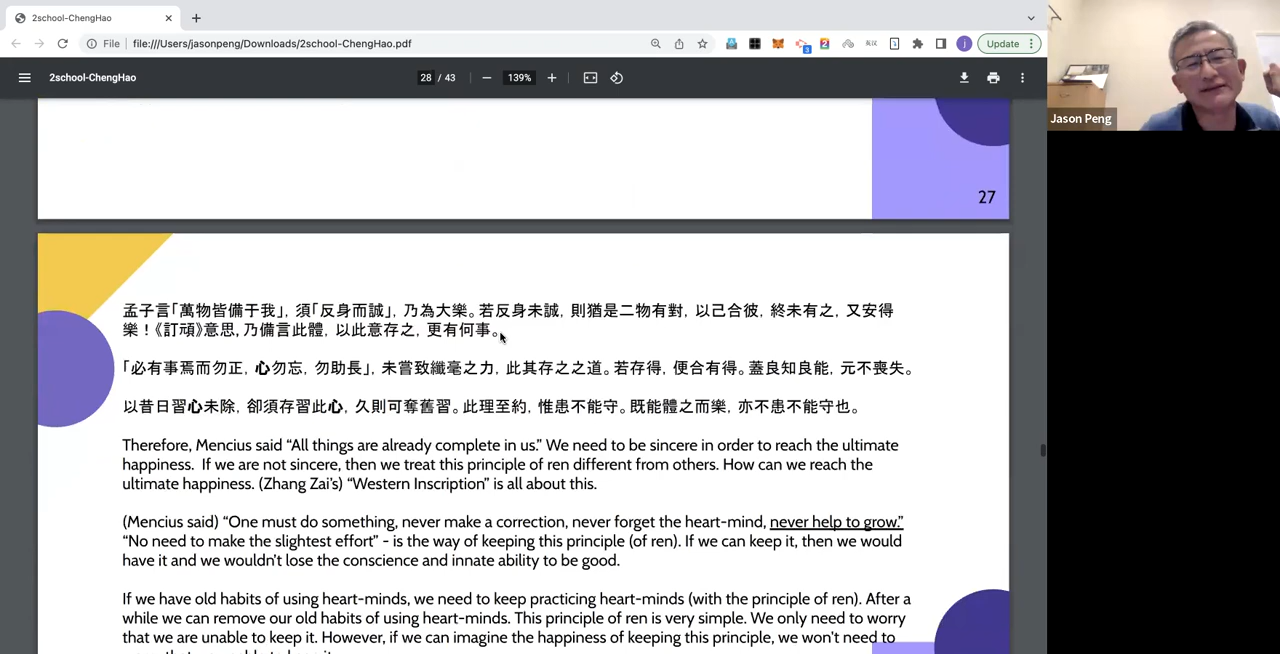 2school-ChengHao
File
file:///Users/jasonpeng/Downloads/2school-ChengHao.pdf
Update
2school-ChengHao
28 / 43
139%
Jason Peng
27
孟子言「萬物皆備于我」, 須「反身而誠」, 乃為大樂。若反身未誠, 則猶是二物有對, 以己合彼, 終未有之, 又安得
樂!《訂頑》意思, 乃備言此體, 以此意存之, 更有何事。
「必有事焉而勿正, 心勿忘, 勿助長」, 未嘗致纖毫之力, 此其存之之道。若存得, 便合有得。蓋良知良能, 元不喪失。
以昔日習心未除, 卻須存習此心, 久則可奪舊習。此理至約, 惟患不能守。既能體之而樂, 亦不患不能守也。
Therefore, Mencius said “All things are already complete in us.” We need to be sincere in order to reach the ultimate
happiness.  If we are not sincere, then we treat this principle of ren different from others. How can we reach the
ultimate happiness. (Zhang Zai’s) “Western Inscription” is all about this.
(Mencius said) “One must do something, never make a correction, never forget the heart-mind, never help to grow.”
“No need to make the slightest effort” - is the way of keeping this principle (of ren). If we can keep it, then we would
have it and we wouldn’t lose the conscience and innate ability to be good.
If we have old habits of using heart-minds, we need to keep practicing heart-minds (with the principle of ren). After a
while we can remove our old habits of using heart-minds. This principle of ren is very simple. We only need to worry
that we are unable to keep it. However, if we can imagine the happiness of keeping this principle, we won't need to